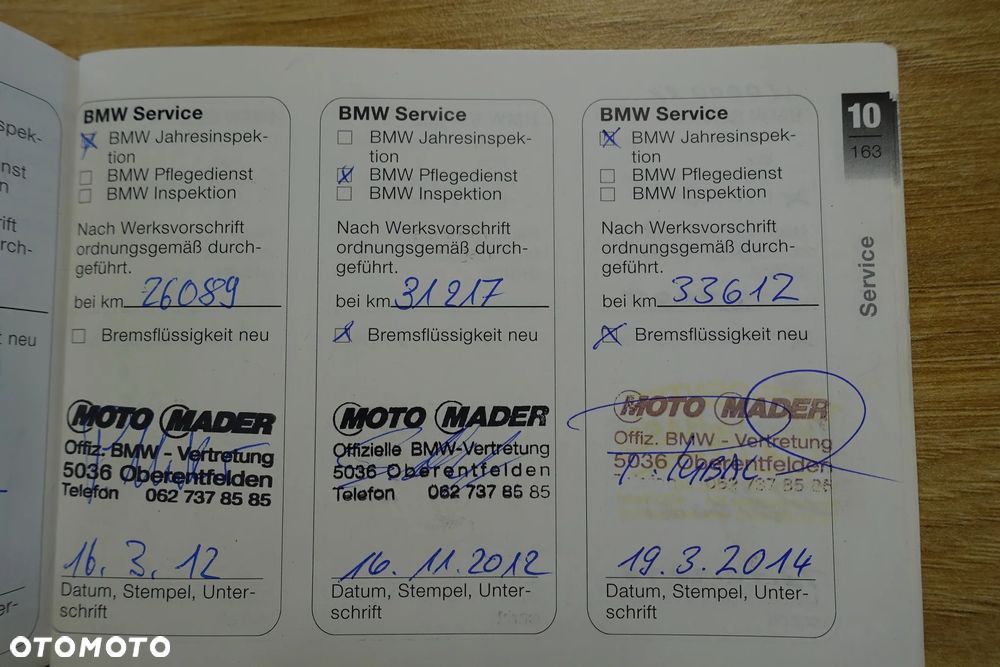 BMW Service
BMW Jahresinspek-
tion
BMW Pflegedienst
BMW Inspektion
Nach Werksvorschrift
ordnungsgemäß durch-
geführt.
bei km 26089
Bremsflüssigkeit neu
MOTO MADER
Offiz. BMW - Vertretung
5036 Oberentfelden
Telefon 062 737 85 85
16. 3. 12
Datum, Stempel, Unter-
schrift
BMW Service
BMW Jahresinspek-
tion
BMW Pflegedienst
BMW Inspektion
Nach Werksvorschrift
ordnungsgemäß durch-
geführt.
bei km 31217
Bremsflüssigkeit neu
MOTO MADER
Offizielle BMW-Vertretung
5036 Oberentfelden
Telefon 062 737 85 85
16. 11. 2012
Datum, Stempel, Unter-
schrift
BMW Service
BMW Jahresinspek-
tion
BMW Pflegedienst
BMW Inspektion
Nach Werksvorschrift
ordnungsgemäß durch-
geführt.
bei km 33612
Bremsflüssigkeit neu
MOTO MADER
Offiz. BMW - Vertretung
5036 Oberentfelden
062 737 85 85
19. 3. 2014
Datum, Stempel, Unter-
schrift
10
163
Service
neu
OTOMOTO